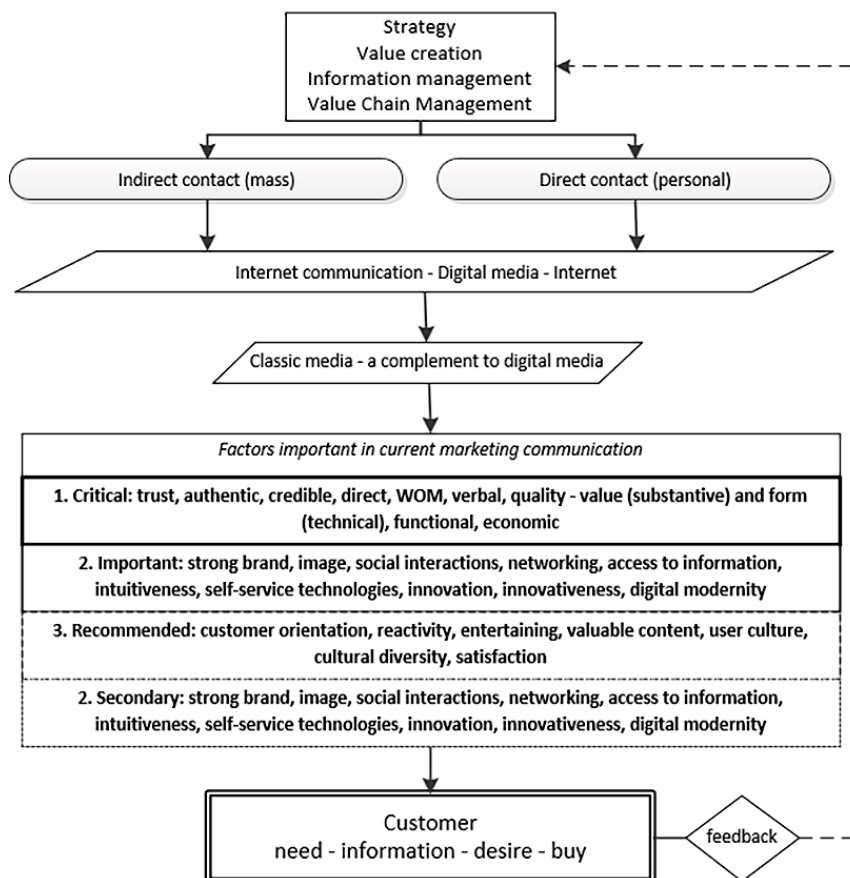 Strategy
Value creation
Information management
Value Chain Management
Indirect contact (mass)
Direct contact (personal)
Internet communication - Digital media - Internet
Classic media - a complement to digital media
Factors important in current marketing communication
1. Critical: trust, authentic, credible, direct, WOM, verbal, quality - value (substantive) and form
(technical), functional, economic
2. Important: strong brand, image, social interactions, networking, access to information,
intuitiveness, self-service technologies, innovation, innovativeness, digital modernity
3. Recommended: customer orientation, reactivity, entertaining, valuable content, user culture,
cultural diversity, satisfaction
2. Secondary: strong brand, image, social interactions, networking, access to information,
intuitiveness, self-service technologies, innovation, innovativeness, digital modernity
Customer
need - information - desire - buy
feedback